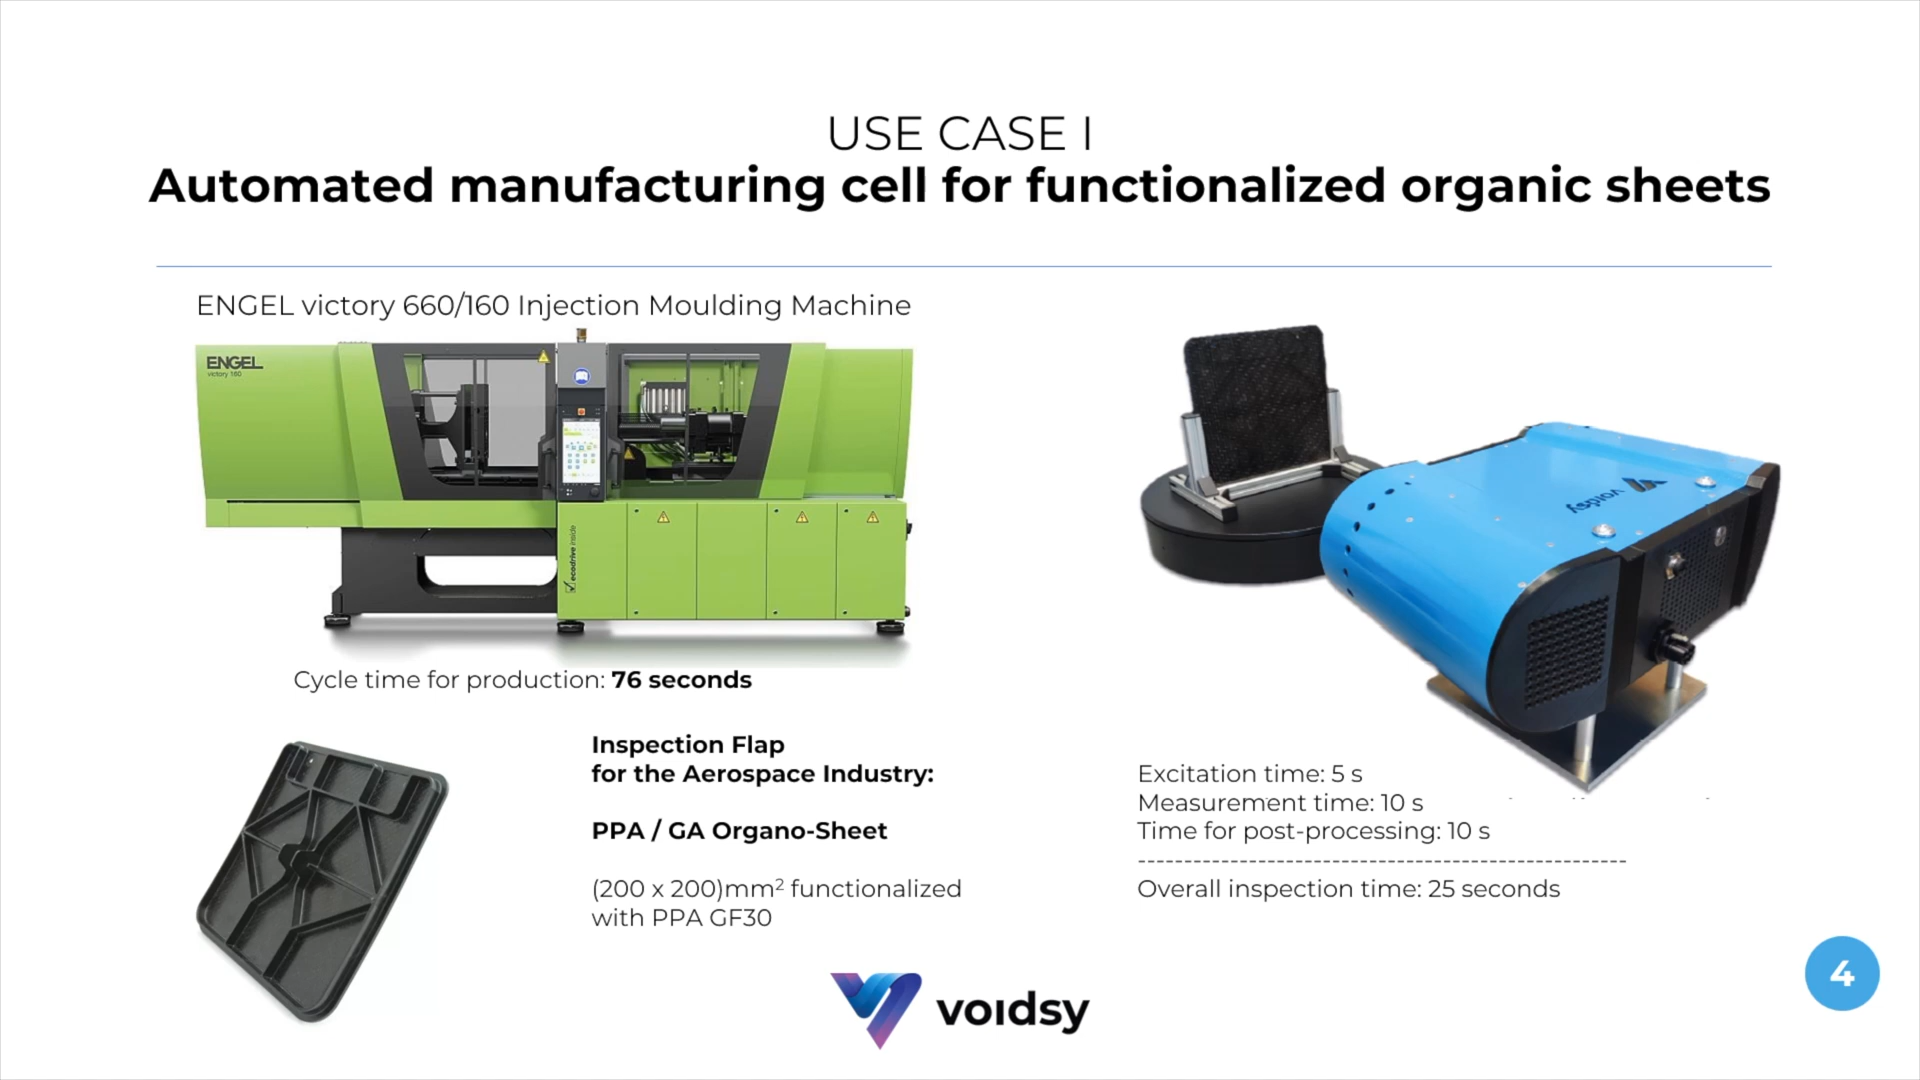 USE CASE I
Automated manufacturing cell for functionalized organic sheets
ENGEL victory 660/160 Injection Moulding Machine
ENGEL
victory 160
ecodrive inside
voidsy
Cycle time for production: 76 seconds
Inspection Flap
for the Aerospace Industry:
PPA / GA Organo-Sheet
(200 x 200)mm² functionalized
with PPA GF30
Excitation time: 5 s
Measurement time: 10 s
Time for post-processing: 10 s
-----------------------------------------------------
Overall inspection time: 25 seconds
voidsy
4